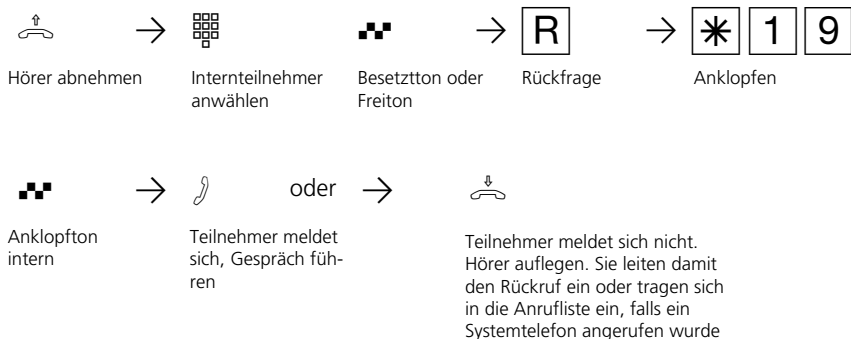 R
* 1 9
Hörer abnehmen
Internteilnehmer
anwählen
Besetztton oder
Freiton
Rückfrage
Anklopfen
oder
Anklopfton
intern
Teilnehmer meldet
sich, Gespräch füh-
ren
Teilnehmer meldet sich nicht.
Hörer auflegen. Sie leiten damit
den Rückruf ein oder tragen sich
in die Anrufliste ein, falls ein
Systemtelefon angerufen wurde